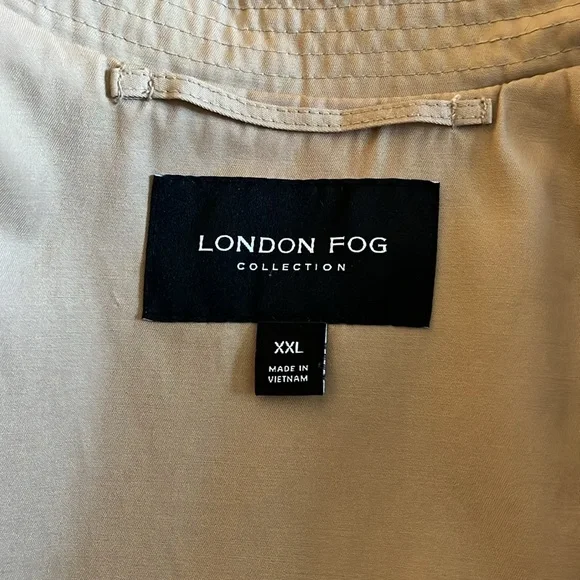 LONDON FOG
COLLECTION
XXL
MADE IN
VIETNAM